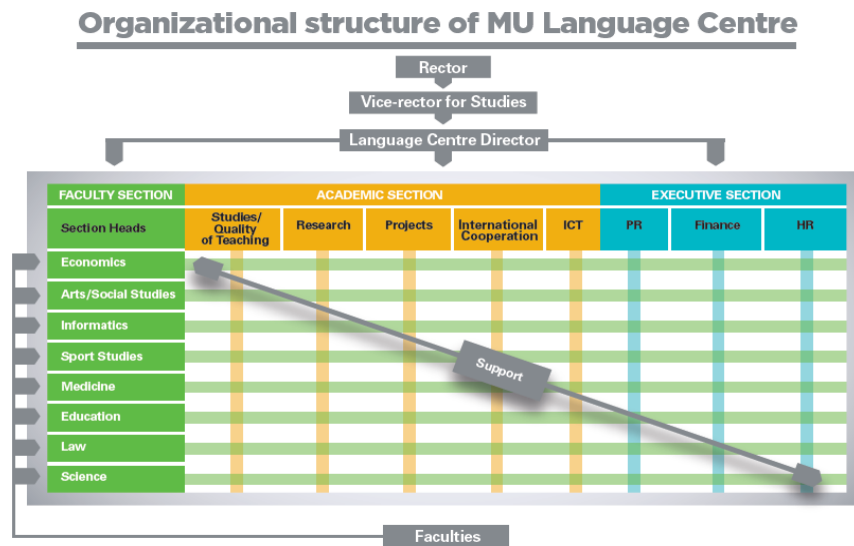 Organizational structure of MU Language Centre
Rector
Vice-rector for Studies
Language Centre Director
FACULTY SECTION
ACADEMIC SECTION
EXECUTIVE SECTION
Section Heads
Studies/
Quality
of Teaching
Research
Projects
International
Cooperation
ICT
PR
Finance
HR
Economics
Arts/Social Studies
Informatics
Sport Studies
Support
Medicine
Education
Law
Science
Faculties